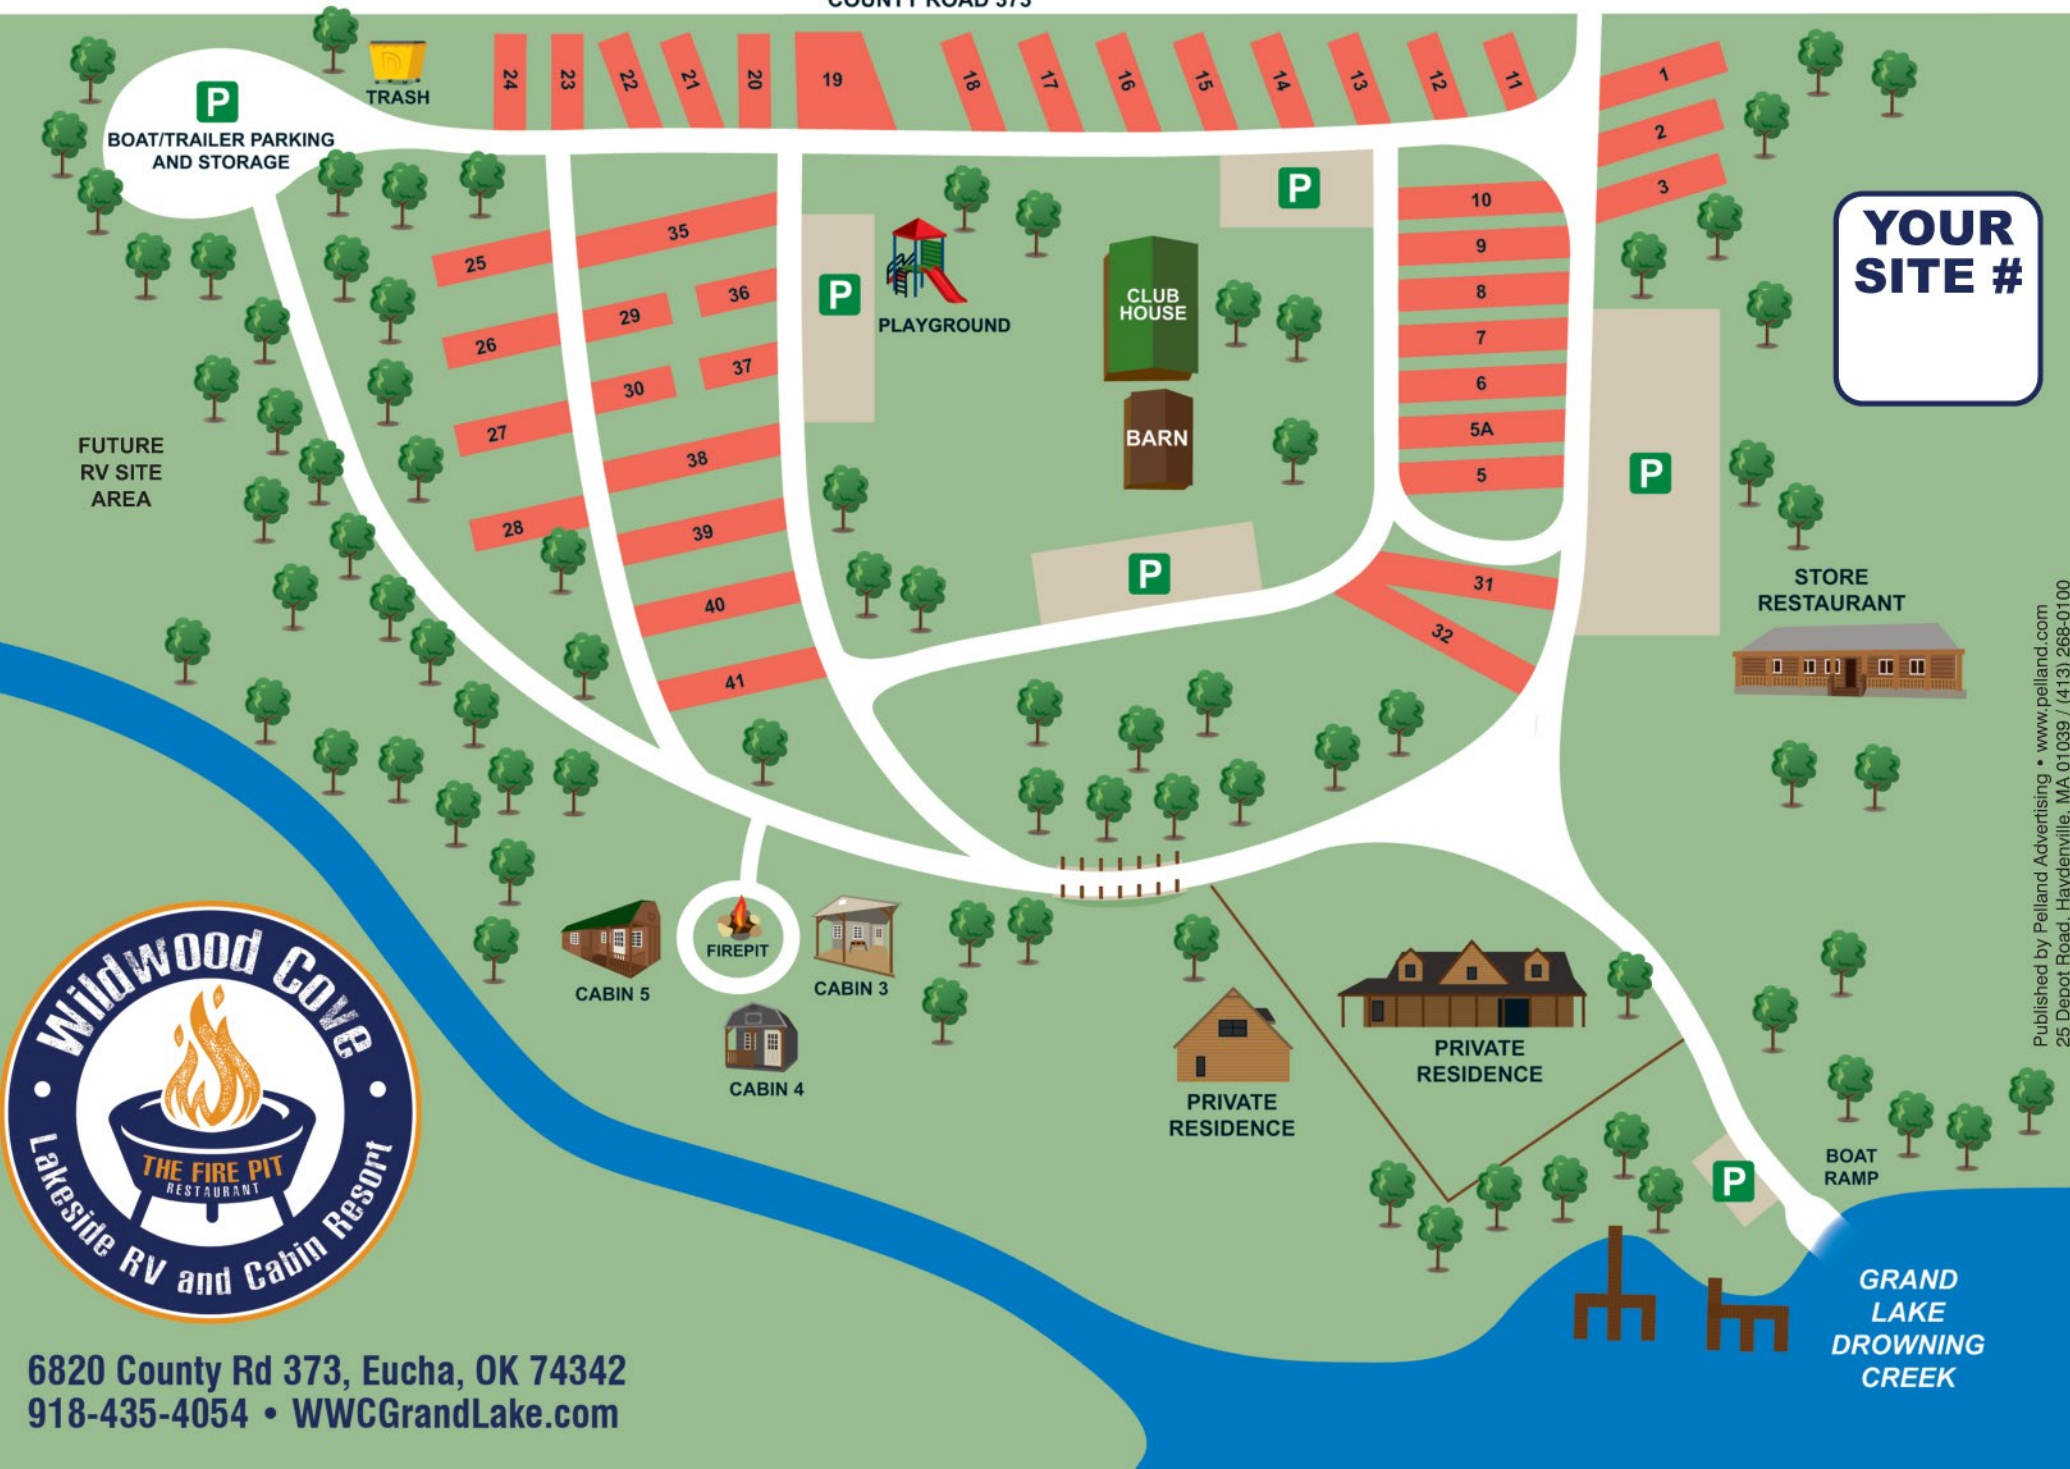 COUNTY ROAD 373
P
BOAT/TRAILER PARKING
AND STORAGE
TRASH
24
23
22
21
20
19
18
17
16
15
14
13
12
11
1
2
3
YOUR
SITE #
25
26
27
28
35
29
36
30
37
38
39
40
41
P
PLAYGROUND
CLUB
HOUSE
BARN
P
10
9
8
7
6
5A
5
P
P
31
32
STORE
RESTAURANT
FUTURE
RV SITE
AREA
CABIN 5
FIREPIT
CABIN 3
CABIN 4
PRIVATE
RESIDENCE
PRIVATE
RESIDENCE
P
BOAT
RAMP
GRAND
LAKE
DROWNING
CREEK
Wildwood Cove
THE FIRE PIT
RESTAURANT
Lakeside RV and Cabin Resort
6820 County Rd 373, Eucha, OK 74342
918-435-4054 • WWCGrandLake.com
Published by Pelland Advertising • www.pelland.com
25 Depot Road, Haydenville, MA 01039 / (413) 268-0100